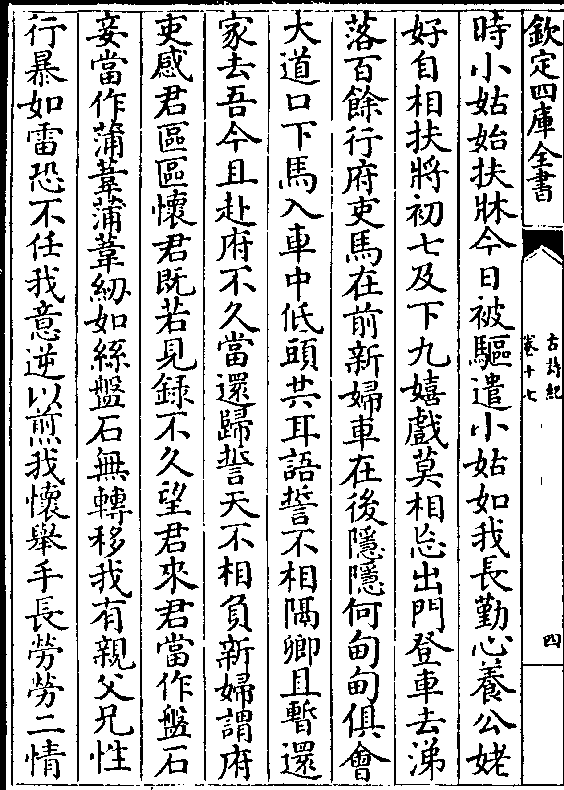 欽定四庫全書
古詩紀
卷十七
四
時小姑始扶牀今日被驅遣小姑如我長勤心養公姥
好自相扶將初七及下九嬉戲莫相忘出門登車去涕
落百餘行府吏馬在前新婦車在後隱隱何甸甸俱會
大道口下馬入車中低頭共耳語誓不相隔卿且暫還
家去吾今且赴府不久當還歸誓天不相負新婦謂府
吏感君區區懷君既若見録不久望君來君當作盤石
妾當作蒲葦蒲葦紉如絲盤石無轉移我有親父兄性
行暴如雷恐不任我意逆以煎我懷舉手長勞勞二情